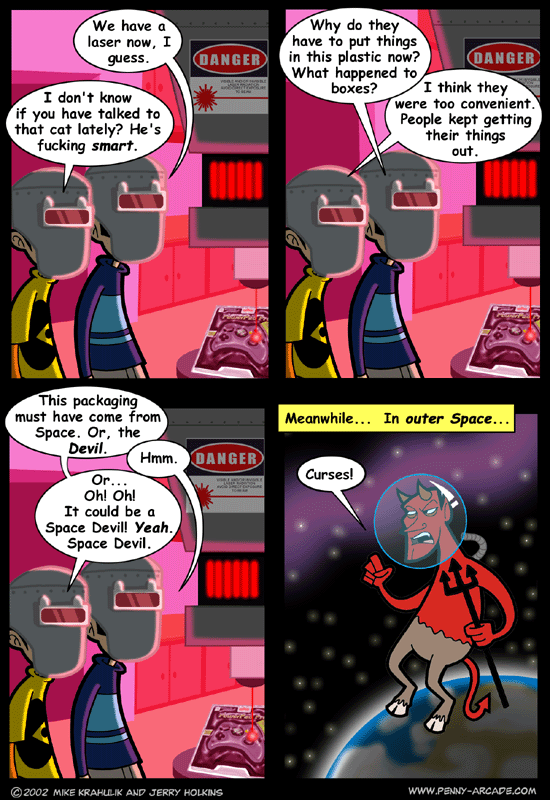 We have a
laser now, I
guess.
I don't know
if you have talked to
that cat lately? He's
fucking smart.
DANGER
Why do they
have to put things
in this plastic now?
What happened to
boxes?
I think they
were too convenient.
People kept getting
their things
out.
DANGER
This packaging
must have come from
Space. Or, the
Devil.
Hmm.
Or...
Oh! Oh!
It could be a
Space Devil! Yeah.
Space Devil.
DANGER
Meanwhile... In outer Space...
Curses!
©2002 MIKE KRAHULIK AND JERRY HOLKINS
WWW.PENNY-ARCADE.COM